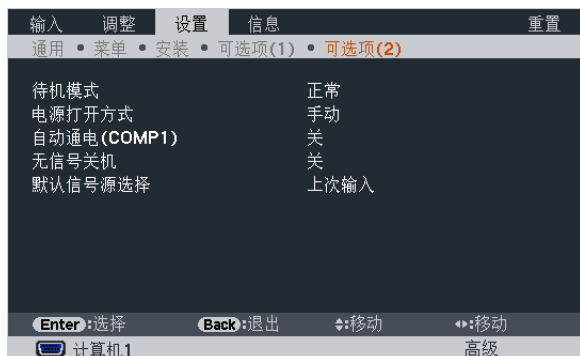 输入 调整 设置 信息 重置
通用 • 菜单 • 安装 • 可选项(1) • 可选项(2)
待机模式 正常
电源打开方式 手动
自动通电(COMP1) 关
无信号关机 关
默认信号源选择 上次输入
Enter:选择 Back:退出 :移动 :移动
计算机1 高级